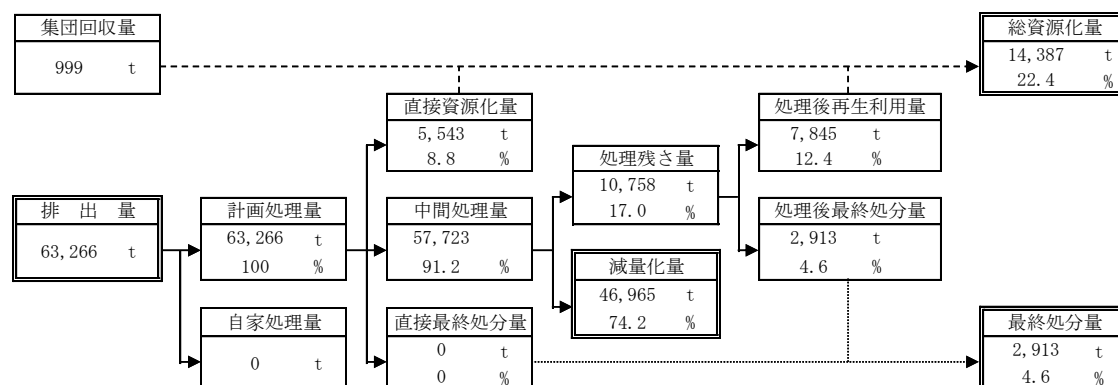 集団回収量
999 t
総資源化量
14,387 t
22.4 %
直接資源化量
5,543 t
8.8 %
処理後再生利用量
7,845 t
12.4 %
処理残さ量
10,758 t
17.0 %
排 出 量
63,266 t
計画処理量
63,266 t
100 %
中間処理量
57,723
91.2 %
処理後最終処分量
2,913 t
4.6 %
減量化量
46,965 t
74.2 %
自家処理量
0 t
直接最終処分量
0 t
0 %
最終処分量
2,913 t
4.6 %